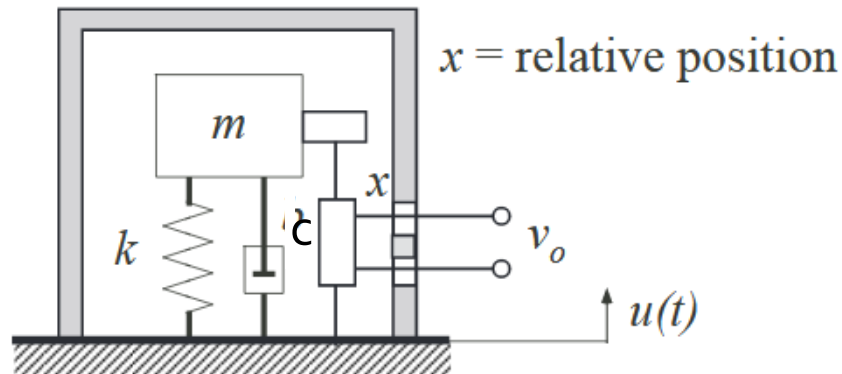 x = relative position
m
x
k
c
v_o
u(t)